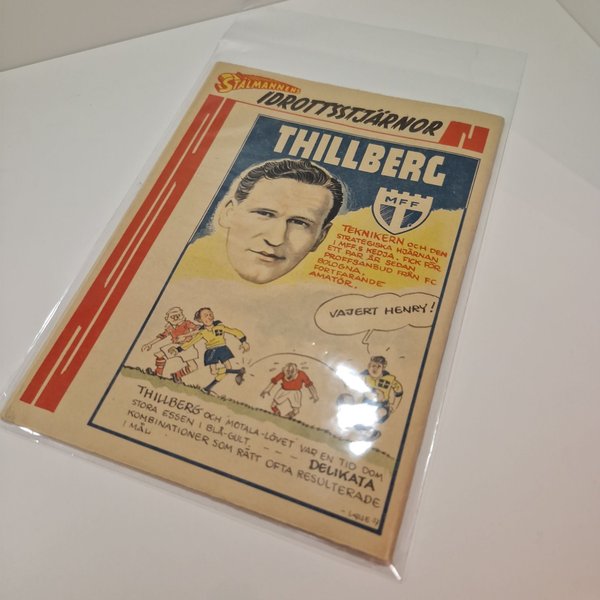 STÅLMANNENS
IDROTTSSTJÄRNOR
THILLBERG
MFF
TEKNIKERN OCH DEN
STRATEGISKA HJÄRNAN
I MFF:S KEDJA. FICK FÖR
ETT PAR ÅR SEDAN
PROFFSANBUD FRÅN FC
BOLOGNA.
FORTFARANDE
AMATÖR.
VAJERT HENRY!
THILLBERG OCH "MOTALA-LÖVET" VAR EN TID DOM
STORA ESSEN I BLÅ-GULT. - - - - DELIKATA
KOMBINATIONER SOM RÄTT OFTA RESULTERADE
I MÅL